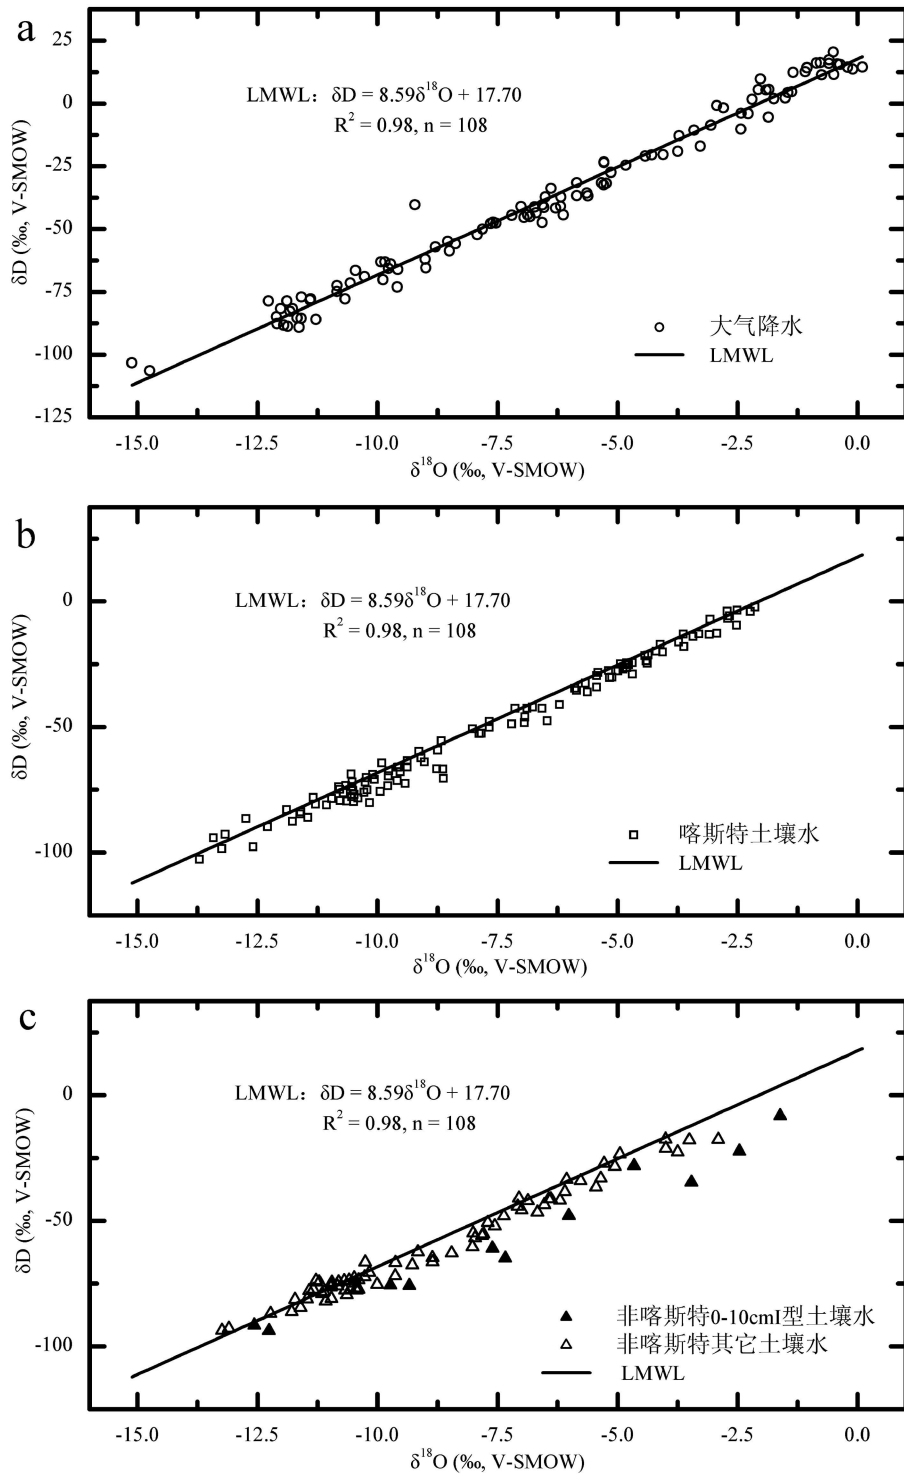 a
25
0
-25
-50
-75
-100
-125
δD (‰, V-SMOW)
LMWL：δD = 8.59δ¹⁸O + 17.70
R² = 0.98, n = 108
大气降水
LMWL
-15.0 -12.5 -10.0 -7.5 -5.0 -2.5 0.0
δ¹⁸O (‰, V-SMOW)
b
0
-50
-100
δD (‰, V-SMOW)
LMWL：δD = 8.59δ¹⁸O + 17.70
R² = 0.98, n = 108
喀斯特土壤水
LMWL
-15.0 -12.5 -10.0 -7.5 -5.0 -2.5 0.0
δ¹⁸O (‰, V-SMOW)
c
0
-50
-100
δD (‰, V-SMOW)
LMWL：δD = 8.59δ¹⁸O + 17.70
R² = 0.98, n = 108
非喀斯特0-10cmI型土壤水
非喀斯特其它土壤水
LMWL
-15.0 -12.5 -10.0 -7.5 -5.0 -2.5 0.0
δ¹⁸O (‰, V-SMOW)